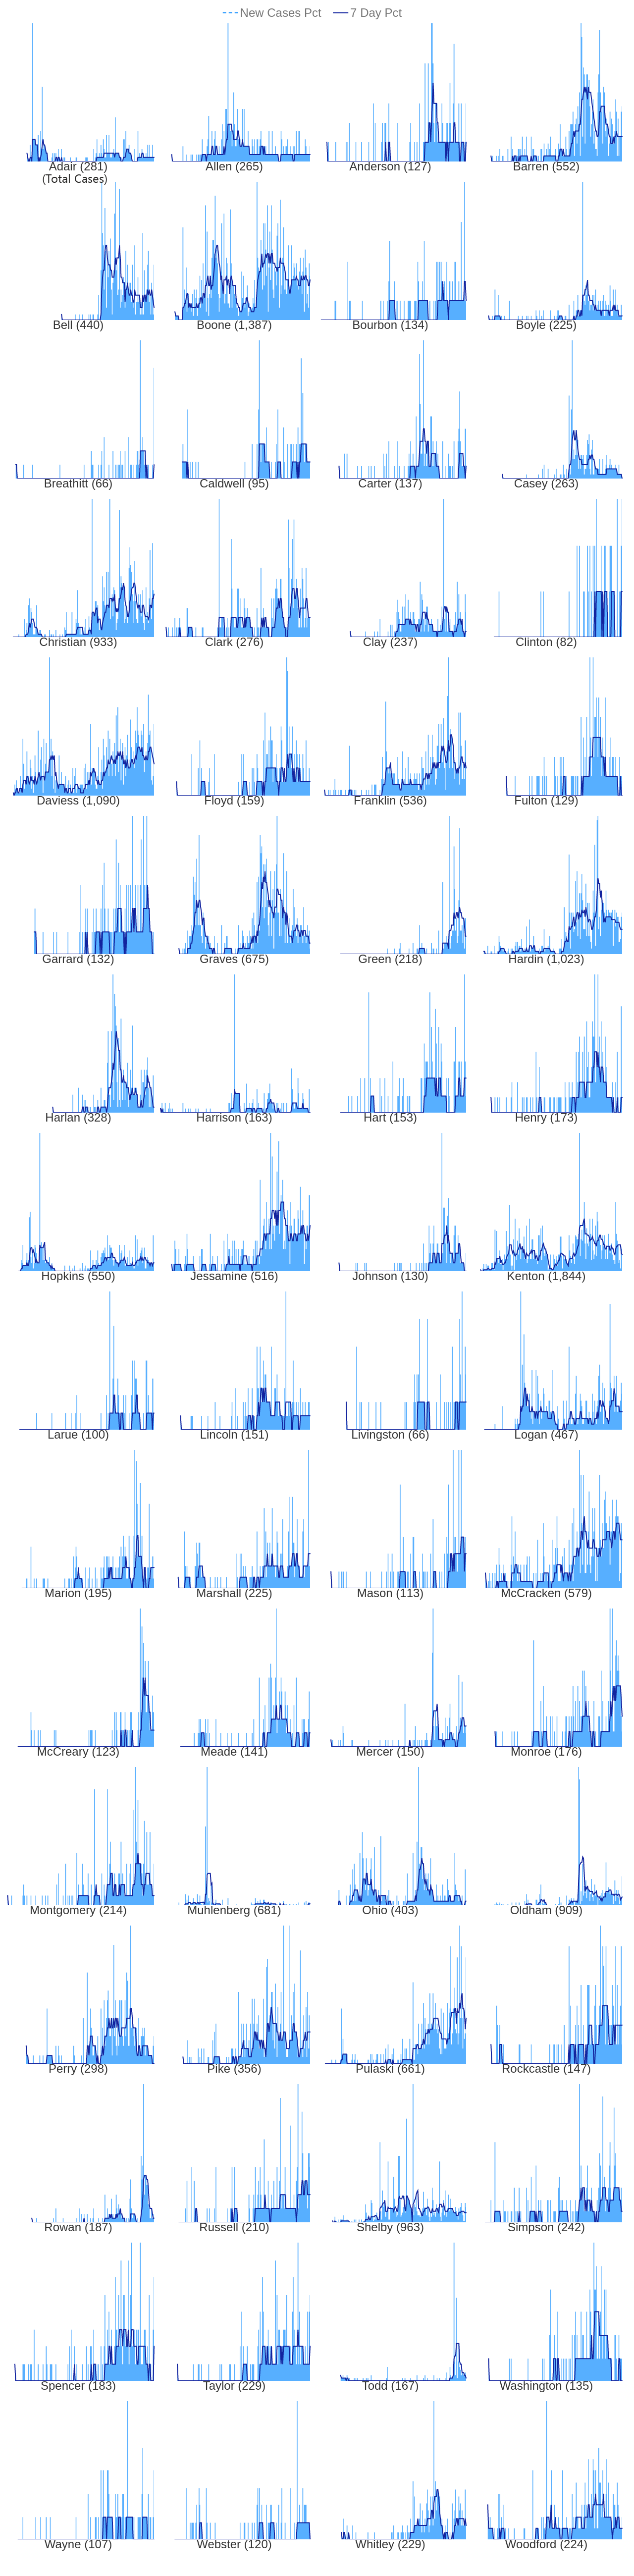 New Cases Pct 7 Day Pct
Adair (281) Allen (265) Anderson (127) Barren (552)
(Total Cases)
Bell (440) Boone (1,387) Bourbon (134) Boyle (225)
Breathitt (66) Caldwell (95) Carter (137) Casey (263)
Christian (933) Clark (276) Clay (237) Clinton (82)
Daviess (1,090) Floyd (159) Franklin (536) Fulton (129)
Garrard (132) Graves (675) Green (218) Hardin (1,023)
Harlan (328) Harrison (163) Hart (153) Henry (173)
Hopkins (550) Jessamine (516) Johnson (130) Kenton (1,844)
Larue (100) Lincoln (151) Livingston (66) Logan (467)
Marion (195) Marshall (225) Mason (113) McCracken (579)
McCreary (123) Meade (141) Mercer (150) Monroe (176)
Montgomery (214) Muhlenberg (681) Ohio (403) Oldham (909)
Perry (298) Pike (356) Pulaski (661) Rockcastle (147)
Rowan (187) Russell (210) Shelby (963) Simpson (242)
Spencer (183) Taylor (229) Todd (167) Washington (135)
Wayne (107) Webster (120) Whitley (229) Woodford (224)